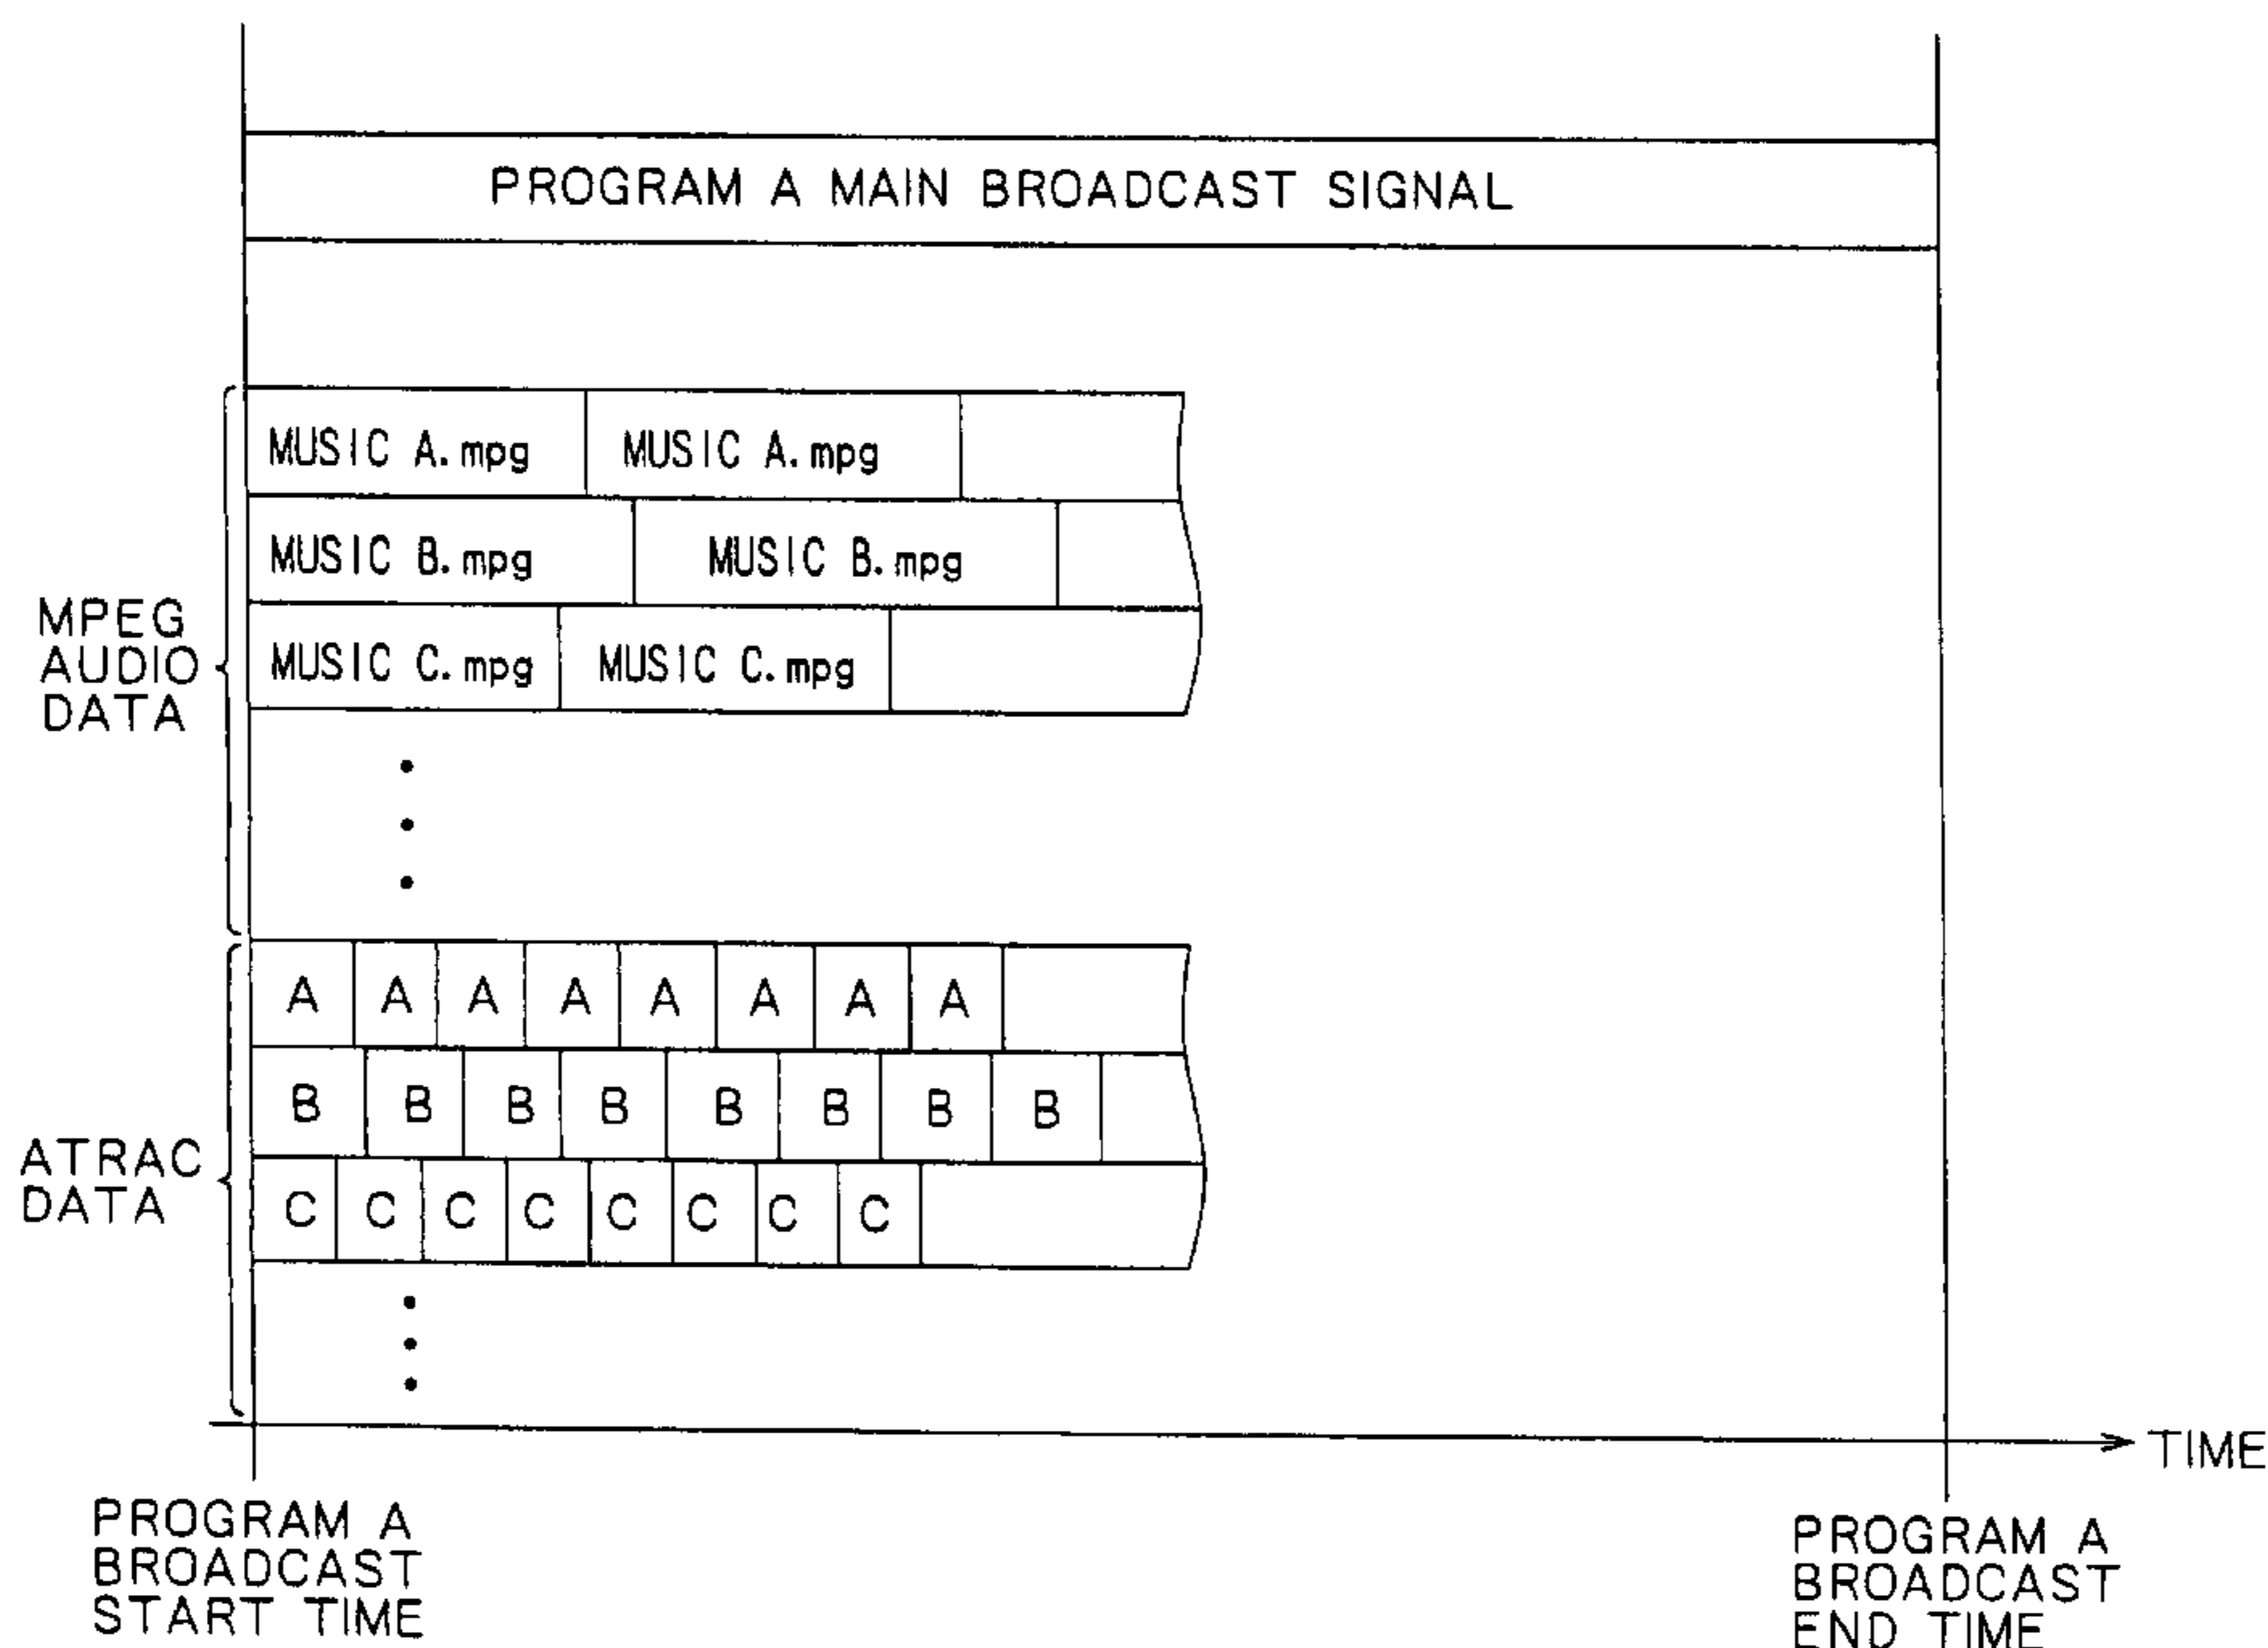 PROGRAM A MAIN BROADCAST SIGNAL
MPEG
AUDIO
DATA
MUSIC A.mpg MUSIC A.mpg
MUSIC B.mpg MUSIC B.mpg
MUSIC C.mpg MUSIC C.mpg
ATRAC
DATA
A A A A A A A A
B B B B B B B B
C C C C C C C C
TIME
PROGRAM A
BROADCAST
START TIME
PROGRAM A
BROADCAST
END TIME